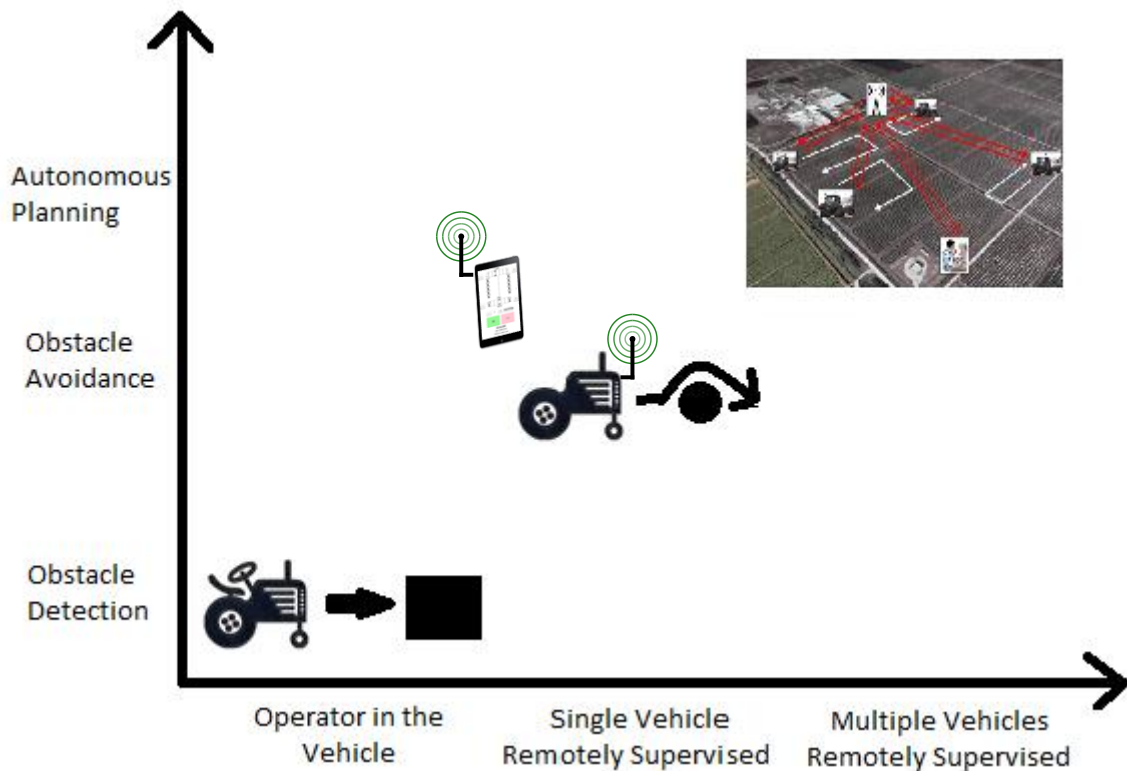 Autonomous
Planning
Obstacle
Avoidance
Obstacle
Detection
Operator in the
Vehicle
Single Vehicle
Remotely Supervised
Multiple Vehicles
Remotely Supervised